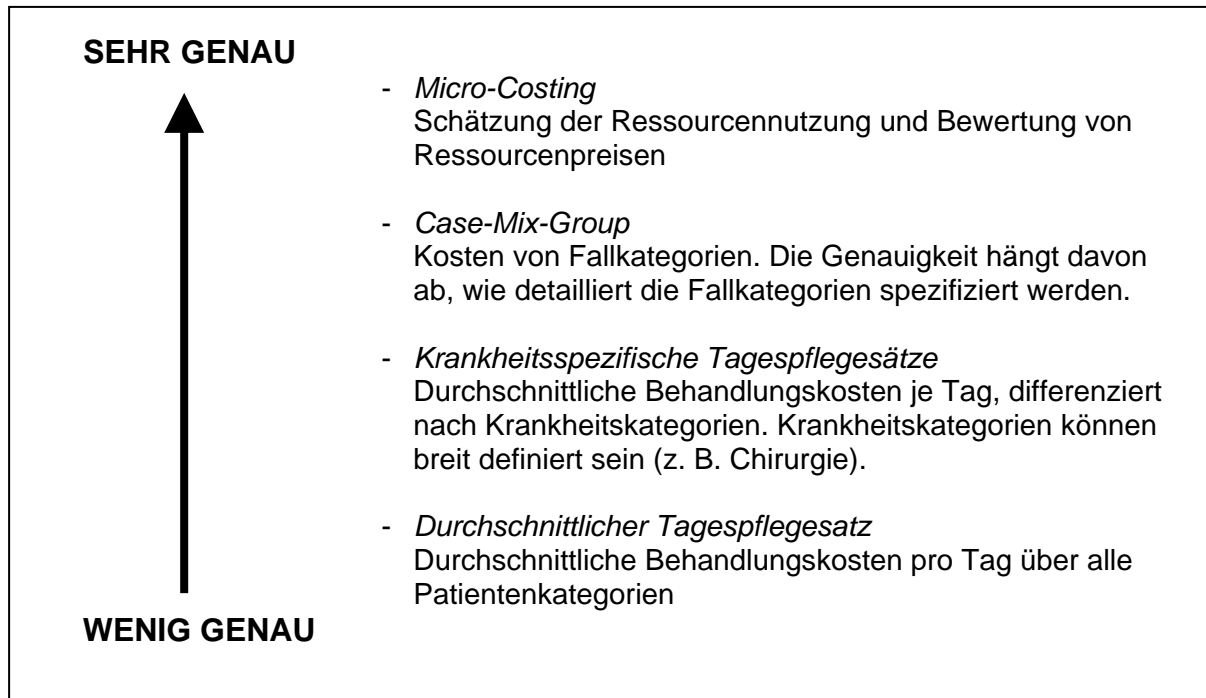 SEHR GENAU
- Micro-Costing
Schätzung der Ressourcennutzung und Bewertung von
Ressourcenpreisen
- Case-Mix-Group
Kosten von Fallkategorien. Die Genauigkeit hängt davon
ab, wie detailliert die Fallkategorien spezifiziert werden.
- Krankheitsspezifische Tagespflegesätze
Durchschnittliche Behandlungskosten je Tag, differenziert
nach Krankheitskategorien. Krankheitskategorien können
breit definiert sein (z. B. Chirurgie).
- Durchschnittlicher Tagespflegesatz
Durchschnittliche Behandlungskosten pro Tag über alle
Patientenkategorien
WENIG GENAU